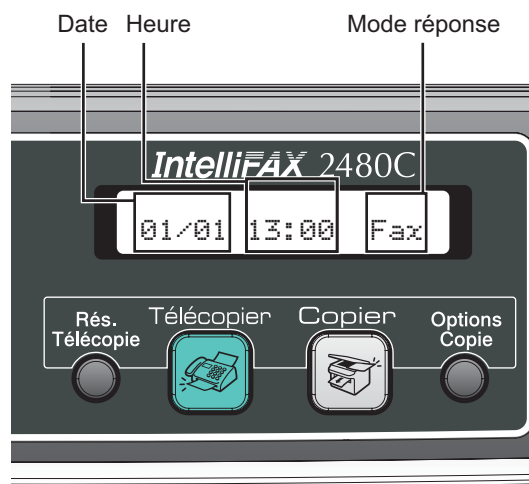 Date Heure Mode réponse
IntelliFAX 2480C
01/01 13:00 Fax
Rés. Télécopie Télécopier Copier Options Copie